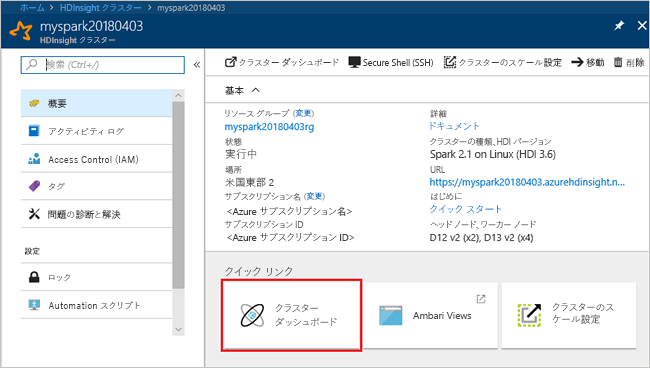 ホーム > HDInsight クラスター > myspark20180403
myspark20180403
HDInsight クラスター
検索 (Ctrl+/)
概要
アクティビティ ログ
Access Control (IAM)
タグ
問題の診断と解決
設定
ロック
Automation スクリプト
クラスター ダッシュボード Secure Shell (SSH) クラスターのスケール設定 移動 削除
基本
リソース グループ (変更)
myspark20180403rg
状態
実行中
場所
米国東部 2
サブスクリプション名 (変更)
<Azure サブスクリプション名>
サブスクリプション ID
<Azure サブスクリプション ID>
詳細
ドキュメント
クラスターの種類、HDI バージョン
Spark 2.1 on Linux (HDI 3.6)
URL
https://myspark20180403.azurehdinsight.n...
はじめに
クイック スタート
ヘッド ノード、ワーカー ノード
D12 v2 (x2), D13 v2 (x4)
クイック リンク
クラスター
ダッシュボード
Ambari Views
クラスターのス
ケール設定